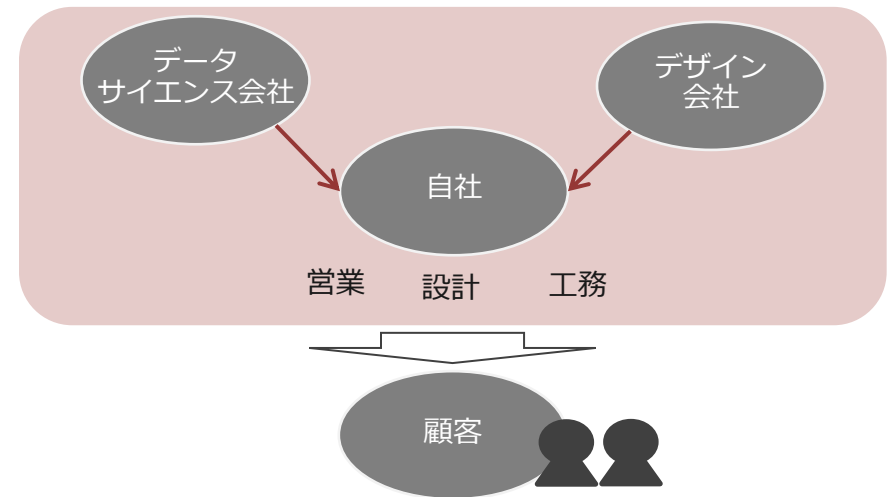 データ
サイエンス会社
デザイン
会社
自社
営業
設計
工務
顧客